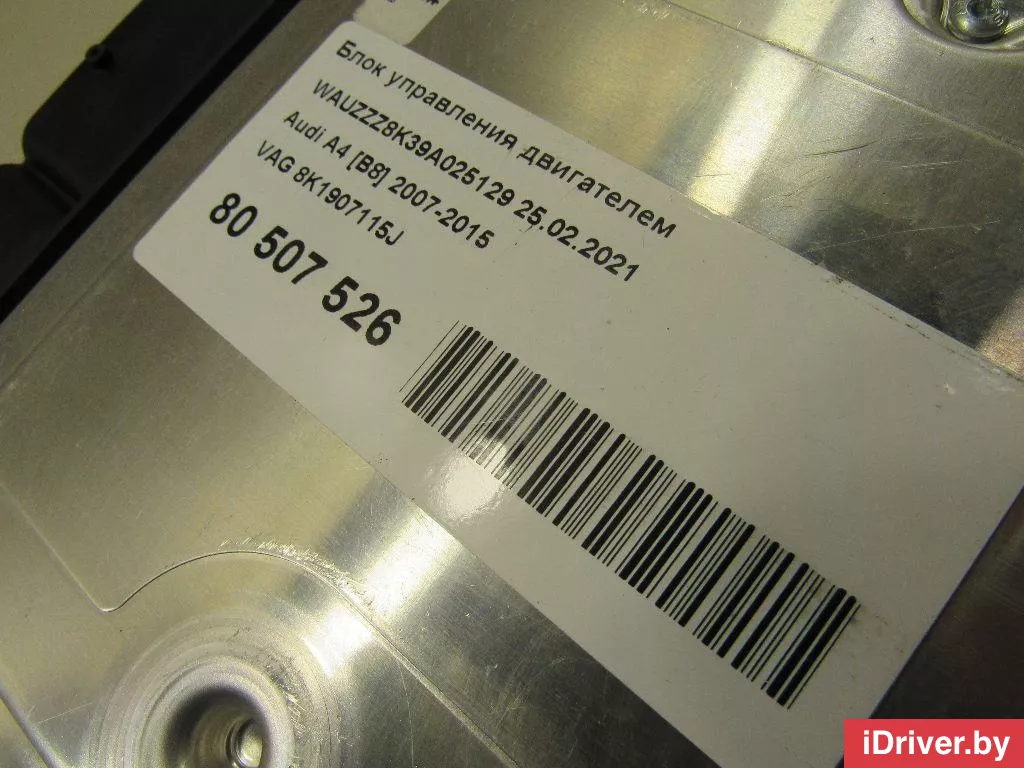 Блок управления двигателем
WAUZZZ8K39A025129 25.02.2021
Audi A4 [B8] 2007-2015
VAG 8K1907115J
80 507 526
iDriver.by